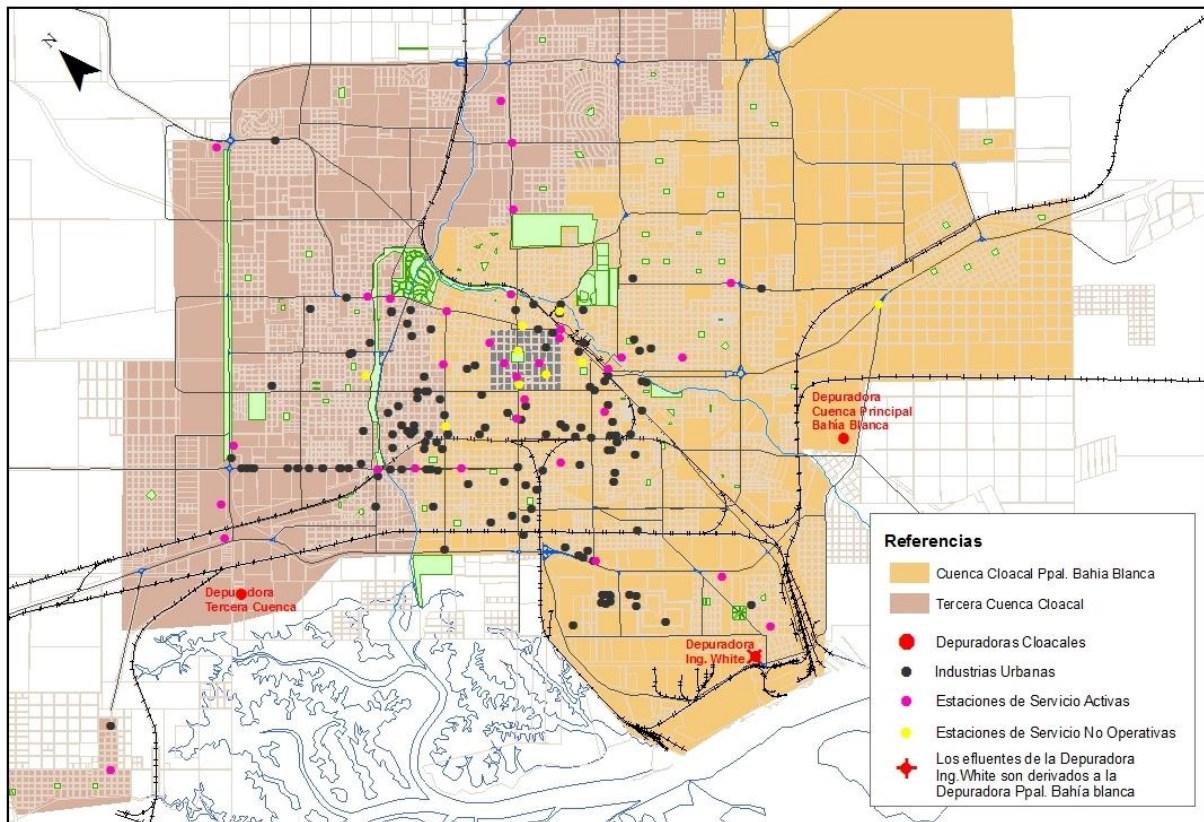 N
Depuradora
Cuenca Principal
Bahia Blanca
Depuradora
Tercera Cuenca
Depuradora
Ing. White
Referencias
Cuenca Cloacal Ppal. Bahia Blanca
Tercera Cuenca Cloacal
Depuradoras Cloacales
Industrias Urbanas
Estaciones de Servicio Activas
Estaciones de Servicio No Operativas
Los efluentes de la Depuradora
Ing.White son derivados a la
Depuradora Ppal. Bahía blanca